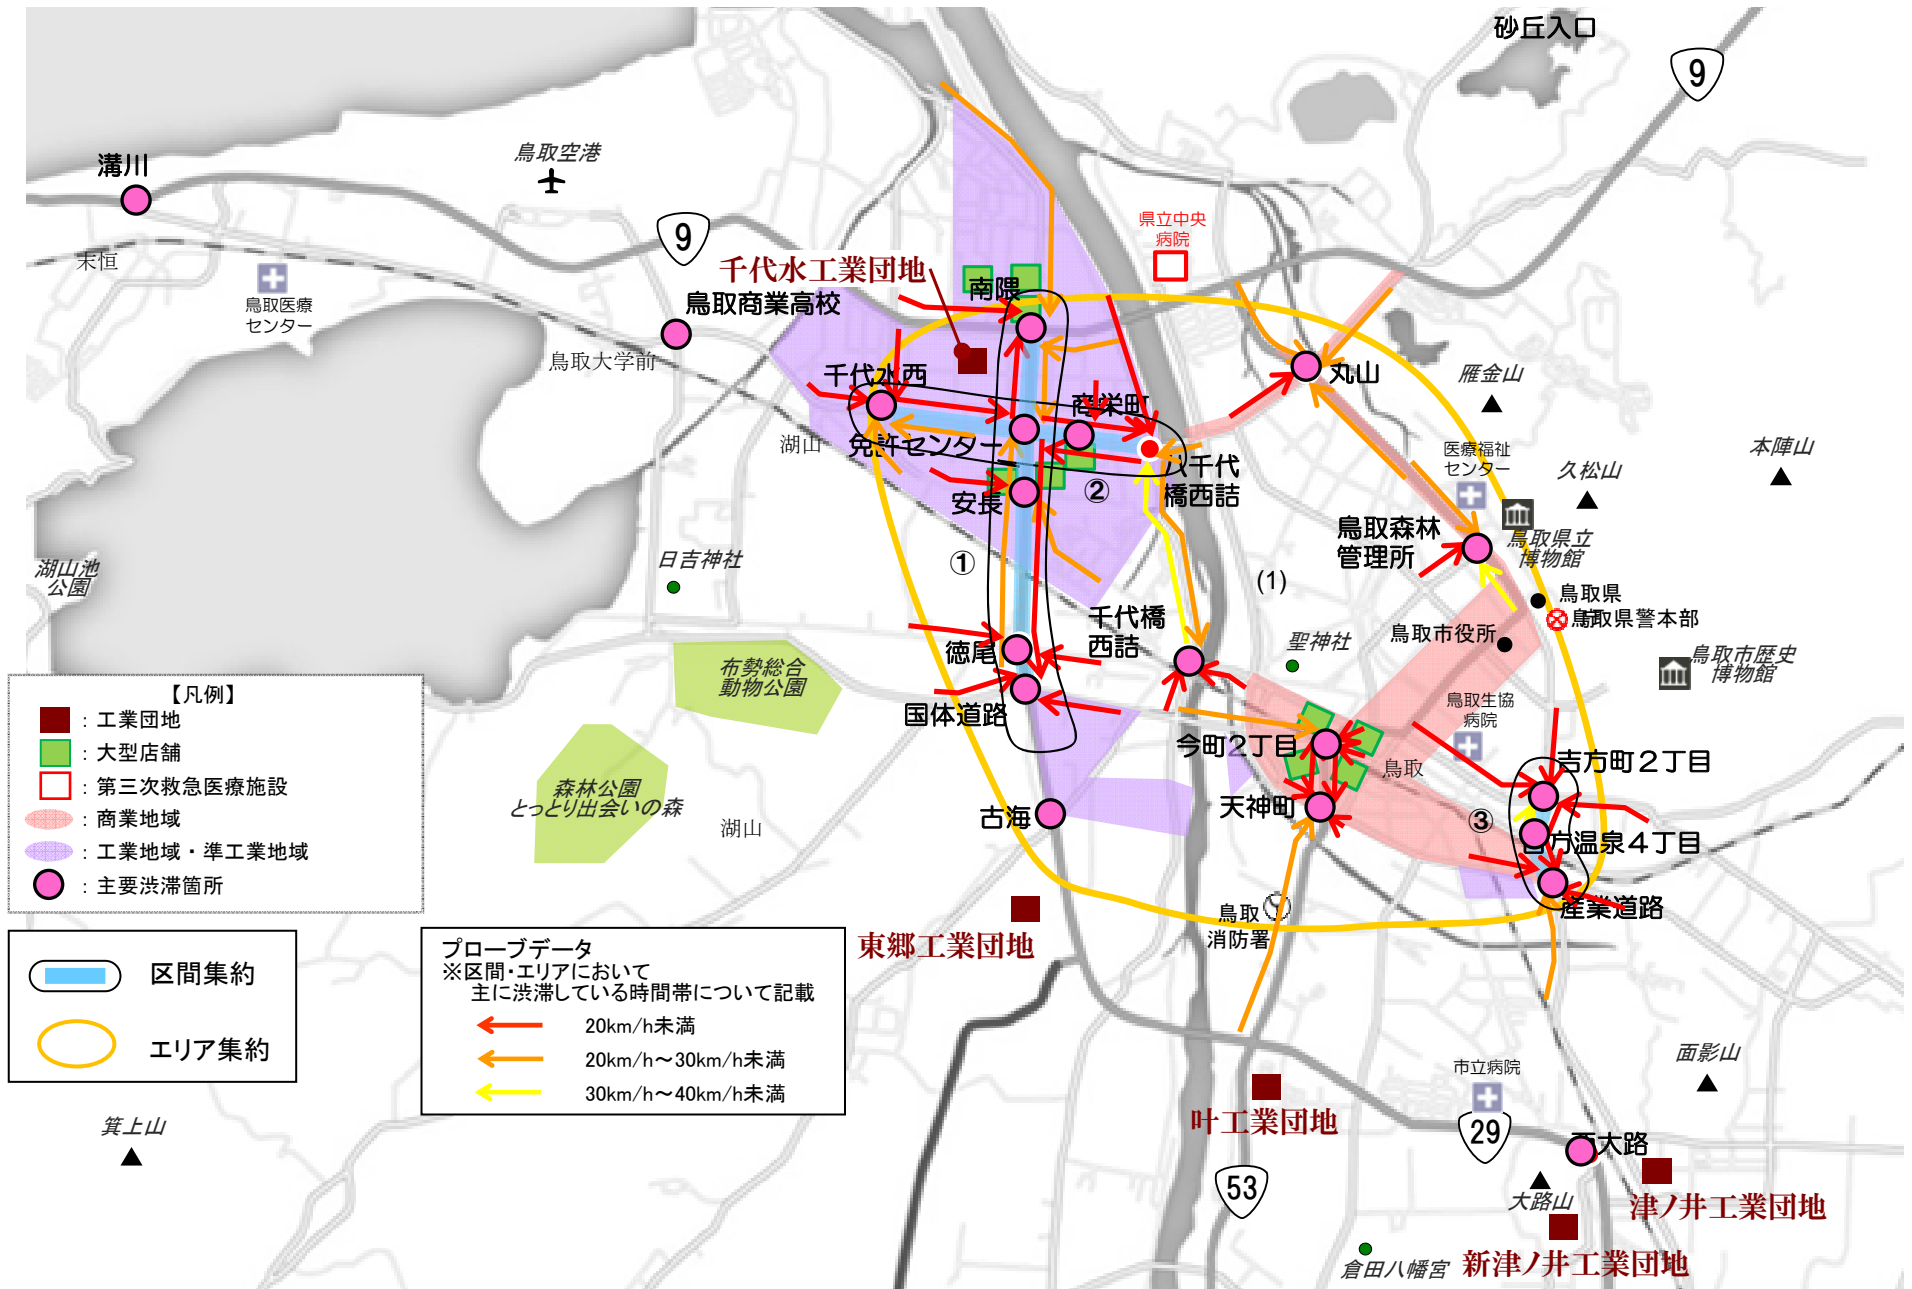 砂丘入口
9
鳥取空港
溝川
県立中央
病院
9
末恒
千代水工業団地
南隈
鳥取医療
センター
鳥取商業高校
鳥取大学前
千代水西
丸山
雁金山
商栄町
湖山
免許センター
医療福祉
センター
久松山
本陣山
八千代
橋西詰
②
安長
鳥取森林
管理所
鳥取県立
博物館
①
日吉神社
湖山池
公園
(1)
鳥取県
鳥取県警本部
千代橋
西詰
鳥取市役所
聖神社
徳尾
布勢総合
動物公園
鳥取市歴史
博物館
鳥取生協
病院
国体道路
今町2丁目
鳥取
吉方町2丁目
森林公園
とっとり出会いの森
湖山
古海
天神町
③
吉方温泉4丁目
産業道路
鳥取
消防署
東郷工業団地
【凡例】
:工業団地
:大型店舗
:第三次救急医療施設
:商業地域
:工業地域・準工業地域
:主要渋滞箇所
区間集約
エリア集約
プローブデータ
※区間・エリアにおいて
主に渋滞している時間帯について記載
20km/h未満
20km/h~30km/h未満
30km/h~40km/h未満
面影山
市立病院
箕上山
叶工業団地
29
西大路
53
大路山
津ノ井工業団地
倉田八幡宮
新津ノ井工業団地